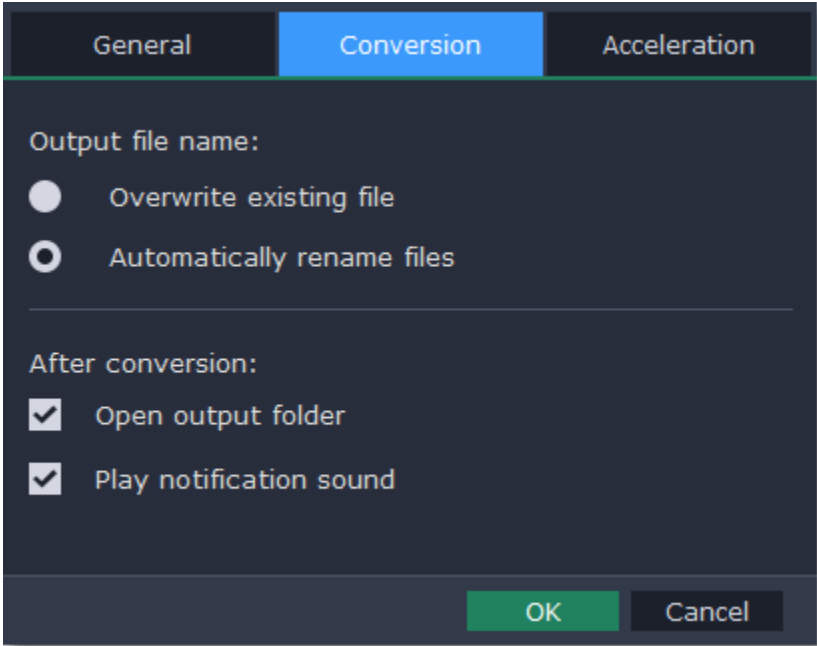 General Conversion Acceleration
Output file name:
Overwrite existing file
Automatically rename files
After conversion:
Open output folder
Play notification sound
OK Cancel